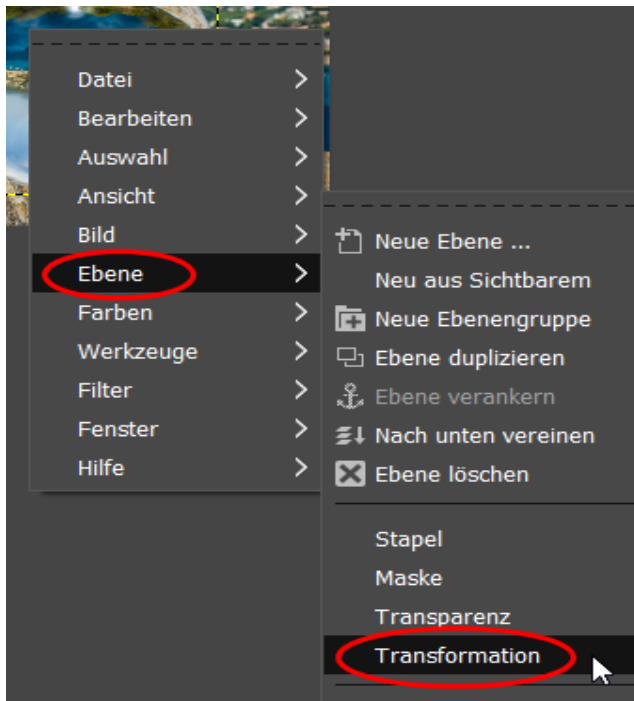 Datei
Bearbeiten
Auswahl
Ansicht
Bild
Ebene
Farben
Werkzeuge
Filter
Fenster
Hilfe
Neue Ebene ...
Neu aus Sichtbarem
Neue Ebenengruppe
Ebene duplizieren
Ebene verankern
Nach unten vereinen
Ebene löschen
Stapel
Maske
Transparenz
Transformation